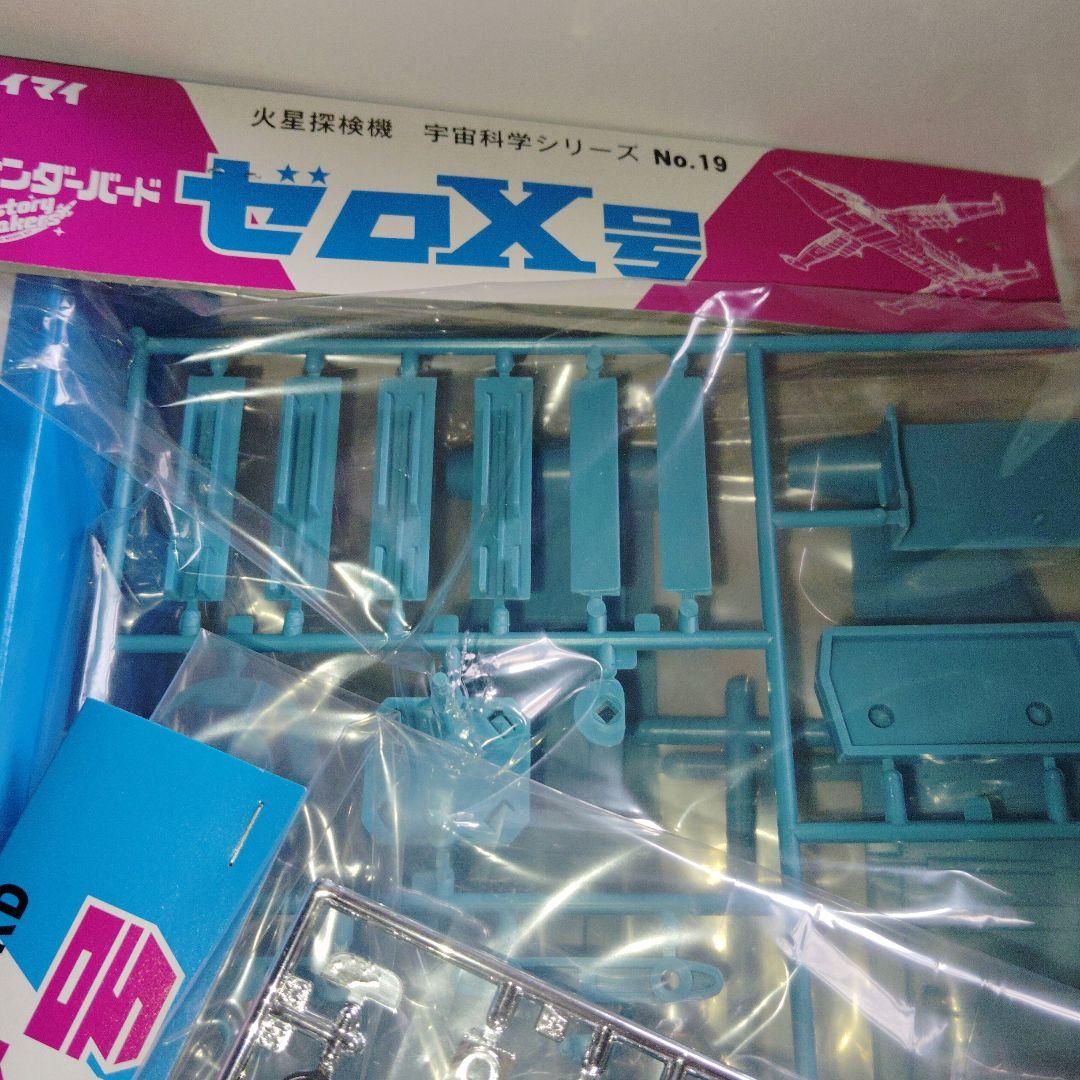 イマイ
火星探検機 宇宙科学シリーズ No.19
ンダーバード
ゼロX号